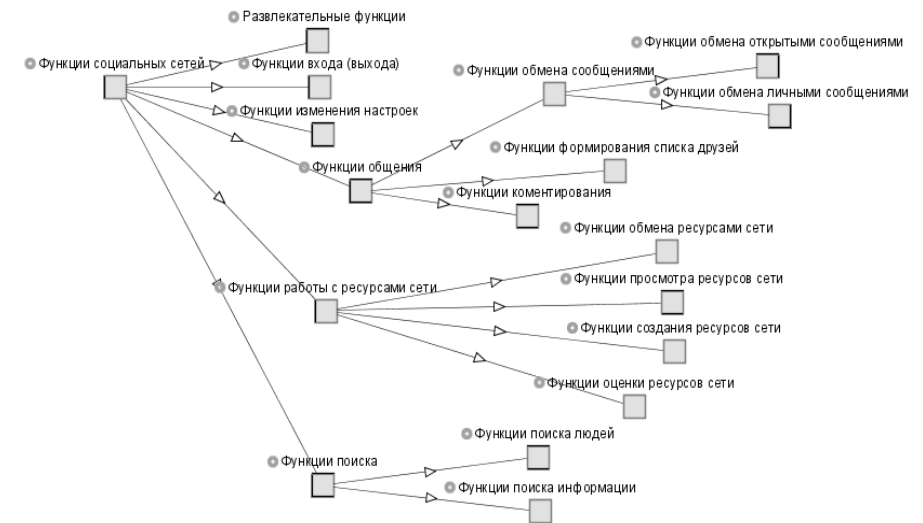 Развлекательные функции
Функции социальных сетей
Функции входа (выхода)
Функции изменения настроек
Функции общения
Функции обмена сообщениями
Функции обмена открытыми сообщениями
Функции обмена личными сообщениями
Функции формирования списка друзей
Функции коментирования
Функции обмена ресурсами сети
Функции работы с ресурсами сети
Функции просмотра ресурсов сети
Функции создания ресурсов сети
Функции оценки ресурсов сети
Функции поиска
Функции поиска людей
Функции поиска информации